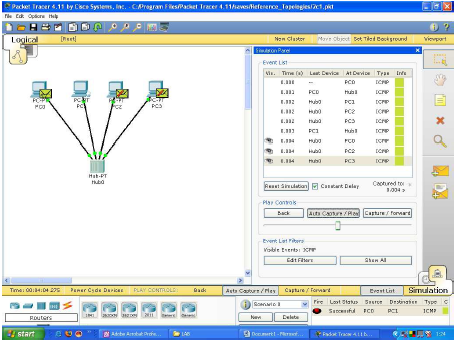 Packet Tracer 4.11 by Cisco Systems, Inc. - C:/Program Files/Packet Tracer 4.11/saves/Reference_Topologies/2c1.pkt
File Edit Options Help
Logical [Root] New Cluster Move Object Set Tiled Background Viewport
Simulation Panel
Event List
Vis. Time (s) Last Device At Device Type Info
0.000 -- PC0 ICMP
0.001 PC0 Hub0 ICMP
0.002 Hub0 PC1 ICMP
0.002 Hub0 PC2 ICMP
0.002 Hub0 PC3 ICMP
0.003 PC1 Hub0 ICMP
0.004 Hub0 PC0 ICMP
0.004 Hub0 PC2 ICMP
0.004 Hub0 PC3 ICMP
PC-PT PC-PT PC-PT PC-PT
PC0 PC1 PC2 PC3
Hub-PT
Hub0
Reset Simulation Constant Delay Captured to:
0.004 s
Play Controls
Back Auto Capture / Play Capture / Forward
Event List Filters
Visible Events: ICMP
Edit Filters Show All
Time: 00:04:04.275 Power Cycle Devices PLAY CONTROLS: Back Auto Capture / Play Capture / Forward Event List Simulation
Routers
1841 2620XM 2621XM 2811 Generic Generic
Scenario 0
New Delete
Fire Last Status Source Destination Type C
Successful PC0 PC1 ICMP
start Adobe Acrobat Profe... LAB Document1 - Microsof... Packet Tracer 4.11 b... 1:24